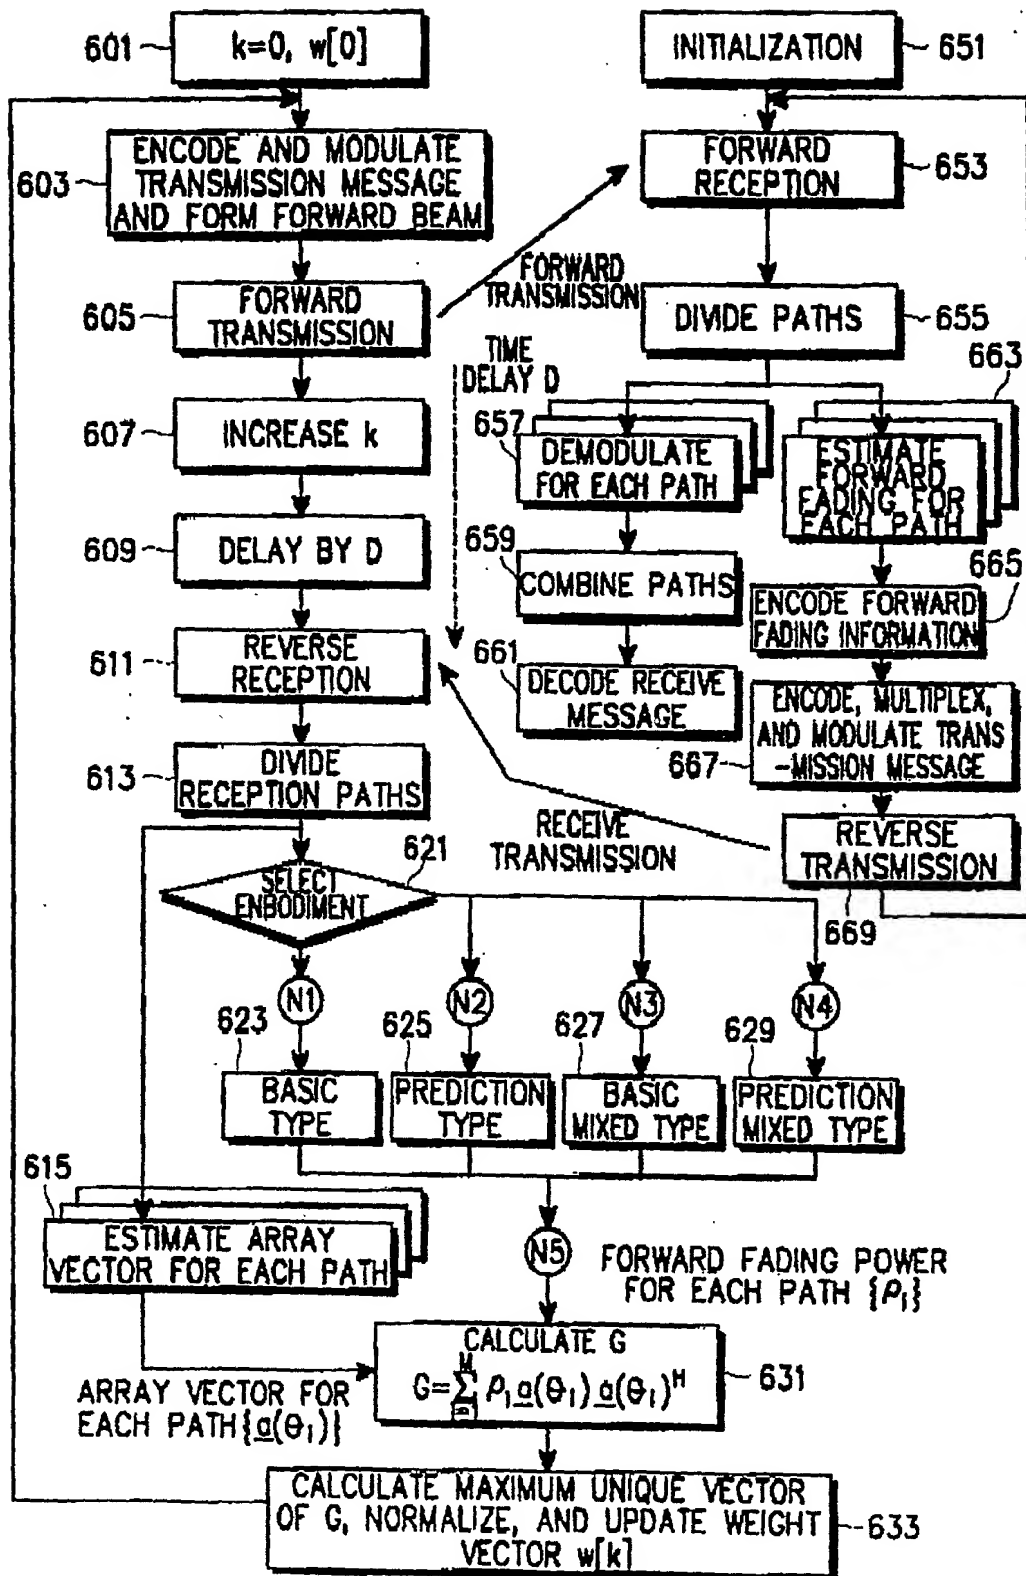 601
k=0, w[0]
603
ENCODE AND MODULATE
TRANSMISSION MESSAGE
AND FORM FORWARD BEAM
605
FORWARD
TRANSMISSION
607
INCREASE k
609
DELAY BY D
611
REVERSE
RECEPTION
613
DIVIDE
RECEPTION PATHS
FORWARD
TRANSMISSION
TIME
DELAY D
INITIALIZATION
651
FORWARD
RECEPTION
653
DIVIDE PATHS
655
657
DEMODULATE
FOR EACH PATH
659
COMBINE PATHS
661
DECODE RECEIVE
MESSAGE
663
ESTIMATE
FORWARD
FADING FOR
EACH PATH
665
ENCODE FORWARD
FADING INFORMATION
ENCODE, MULTIPLEX,
AND MODULATE TRANS
-MISSION MESSAGE
667
REVERSE
TRANSMISSION
669
RECEIVE
TRANSMISSION
621
SELECT
ENBODIMENT
N1
N2
N3
N4
623
BASIC
TYPE
625
PREDICTION
TYPE
627
BASIC
MIXED TYPE
629
PREDICTION
MIXED TYPE
615
ESTIMATE ARRAY
VECTOR FOR EACH PATH
N5
FORWARD FADING POWER
FOR EACH PATH {ρi}
ARRAY VECTOR FOR
EACH PATH{a(θi)}
CALCULATE G
G=∑ ρi a(θi) a(θi)^H
M
631
CALCULATE MAXIMUM UNIQUE VECTOR
OF G, NORMALIZE, AND UPDATE WEIGHT
VECTOR w[k]
633